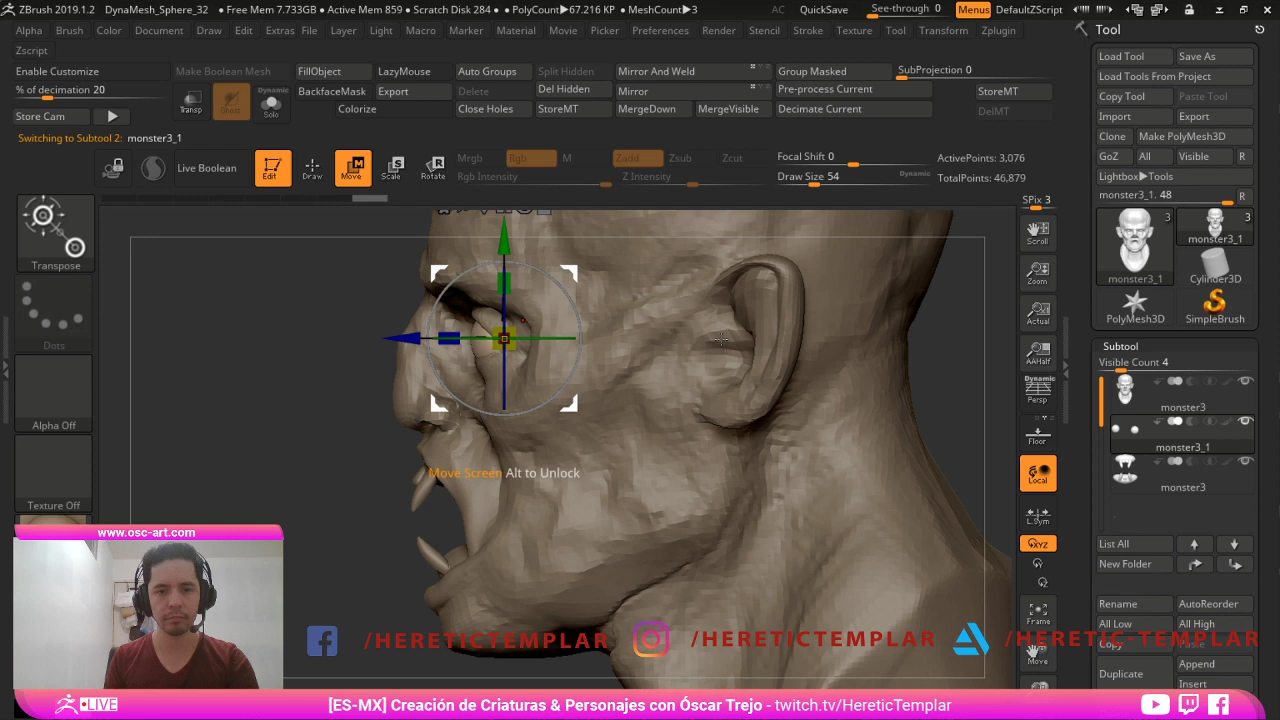 ZBrush 2019.1.2 DynaMesh_Sphere_32 • Free Mem 7.733GB • Active Mem 859 • Scratch Disk 284 • PolyCount▶67.216 KP • MeshCount▶3 AC QuickSave See-through 0 Menus DefaultZScript
Alpha Brush Color Document Draw Edit Extras File Layer Light Macro Marker Material Movie Picker Preferences Render Stencil Stroke Texture Tool Transform Zplugin
Zscript
Enable Customize Make Boolean Mesh FillObject LazyMouse Auto Groups Split Hidden Mirror And Weld Group Masked SubProjection 0
% of decimation 20 Transp Ghost Dynamic Solo BackfaceMask Export Delete Del Hidden Mirror Pre-process Current StoreMT
Store Cam Colorize Close Holes StoreMT MergeDown MergeVisible Decimate Current DelMT
Switching to Subtool 2: monster3_1
Live Boolean Edit Draw Move Scale Rotate Mrgb Rgb M Zadd Zsub Zcut Focal Shift 0 ActivePoints: 3,076
Rgb Intensity Z Intensity Draw Size 54 Dynamic TotalPoints: 46,879
Transpose
Dots
Alpha Off
Texture Off
Move Screen Alt to Unlock
SPix 3
Scroll
Zoom
Actual
AAHalf
Dynamic
Persp
Floor
Local
L.Sym
XYZ
Frame
Move
Tool
Load Tool Save As
Load Tools From Project
Copy Tool Paste Tool
Import Export
Clone Make PolyMesh3D
GoZ All Visible R
Lightbox▶Tools
monster3_1. 48 R
3 3
monster3_1
monster3_1 Cylinder3D
PolyMesh3D SimpleBrush
Subtool
Visible Count 4
monster3
monster3_1
monster3
List All
New Folder
Rename AutoReorder
All Low All High
Copy Paste
Duplicate Append
Insert
www.osc-art.com
/HERETICTEMPLAR /HERETICTEMPLAR /HERETIC-TEMPLAR
LIVE [ES-MX] Creación de Criaturas & Personajes con Óscar Trejo - twitch.tv/HereticTemplar